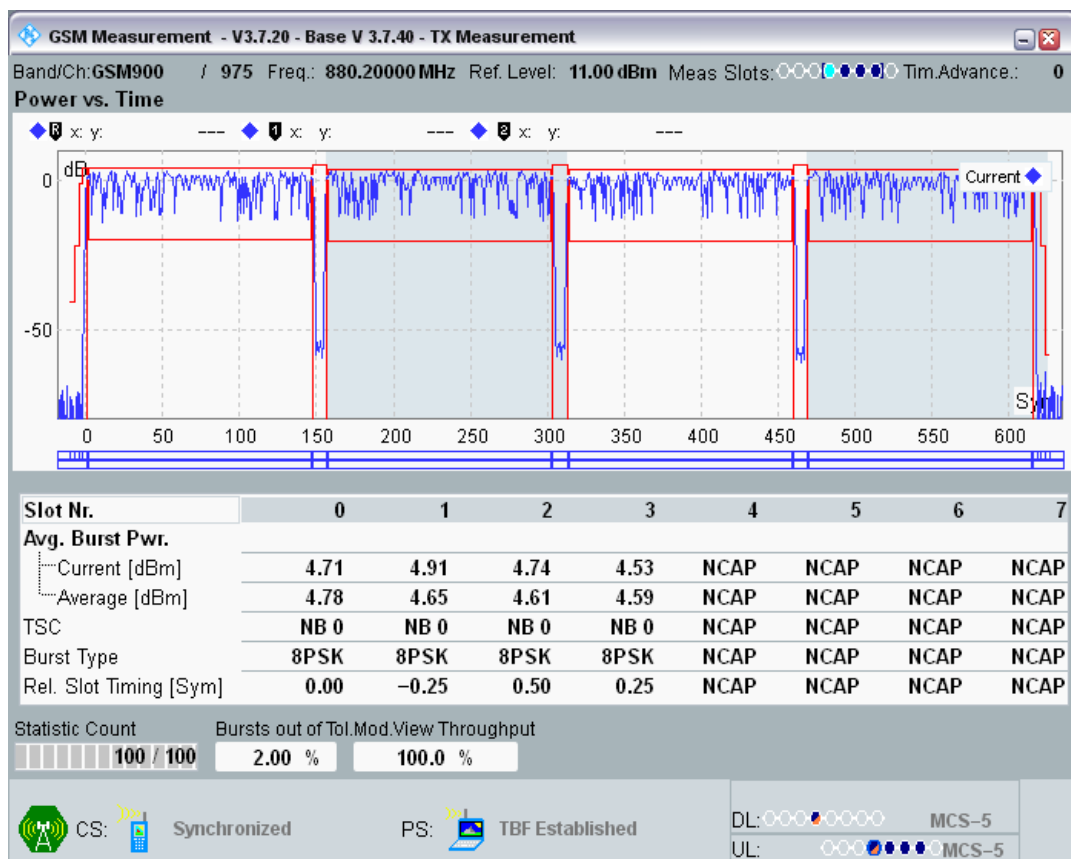 GSM Measurement - V3.7.20 - Base V 3.7.40 - TX Measurement
Band/Ch:GSM900 / 975 Freq.: 880.20000 MHz Ref. Level: 11.00 dBm Meas Slots: Tim.Advance.: 0
Power vs. Time
R x: y: --- 1 x: y: --- 2 x: y: ---
dB
Current
0
-50
Sym
0 50 100 150 200 250 300 350 400 450 500 550 600
Slot Nr. 0 1 2 3 4 5 6 7
Avg. Burst Pwr.
Current [dBm] 4.71 4.91 4.74 4.53 NCAP NCAP NCAP NCAP
Average [dBm] 4.78 4.65 4.61 4.59 NCAP NCAP NCAP NCAP
TSC NB 0 NB 0 NB 0 NB 0 NCAP NCAP NCAP NCAP
Burst Type 8PSK 8PSK 8PSK 8PSK NCAP NCAP NCAP NCAP
Rel. Slot Timing [Sym] 0.00 −0.25 0.50 0.25 NCAP NCAP NCAP NCAP
Statistic Count Bursts out of Tol. Mod.View Throughput
100 / 100 2.00 % 100.0 %
CS: Synchronized PS: TBF Established DL: MCS−5
UL: MCS−5